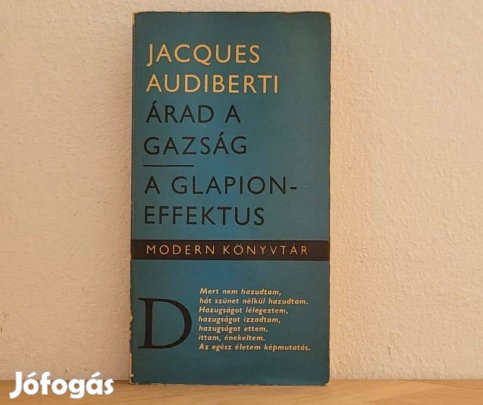 JACQUES
AUDIBERTI
ÁRAD A
GAZSÁG
A GLAPION-
EFFEKTUS
MODERN KÖNYVTÁR
D
Mert nem hazudtam,
hát szünet nélkül hazudtam.
Hazugságot lélegeztem,
hazugságot izzadtam,
hazugságot ettem,
ittam, énekeltem.
Az egész életem képmutatás.
Jófogás